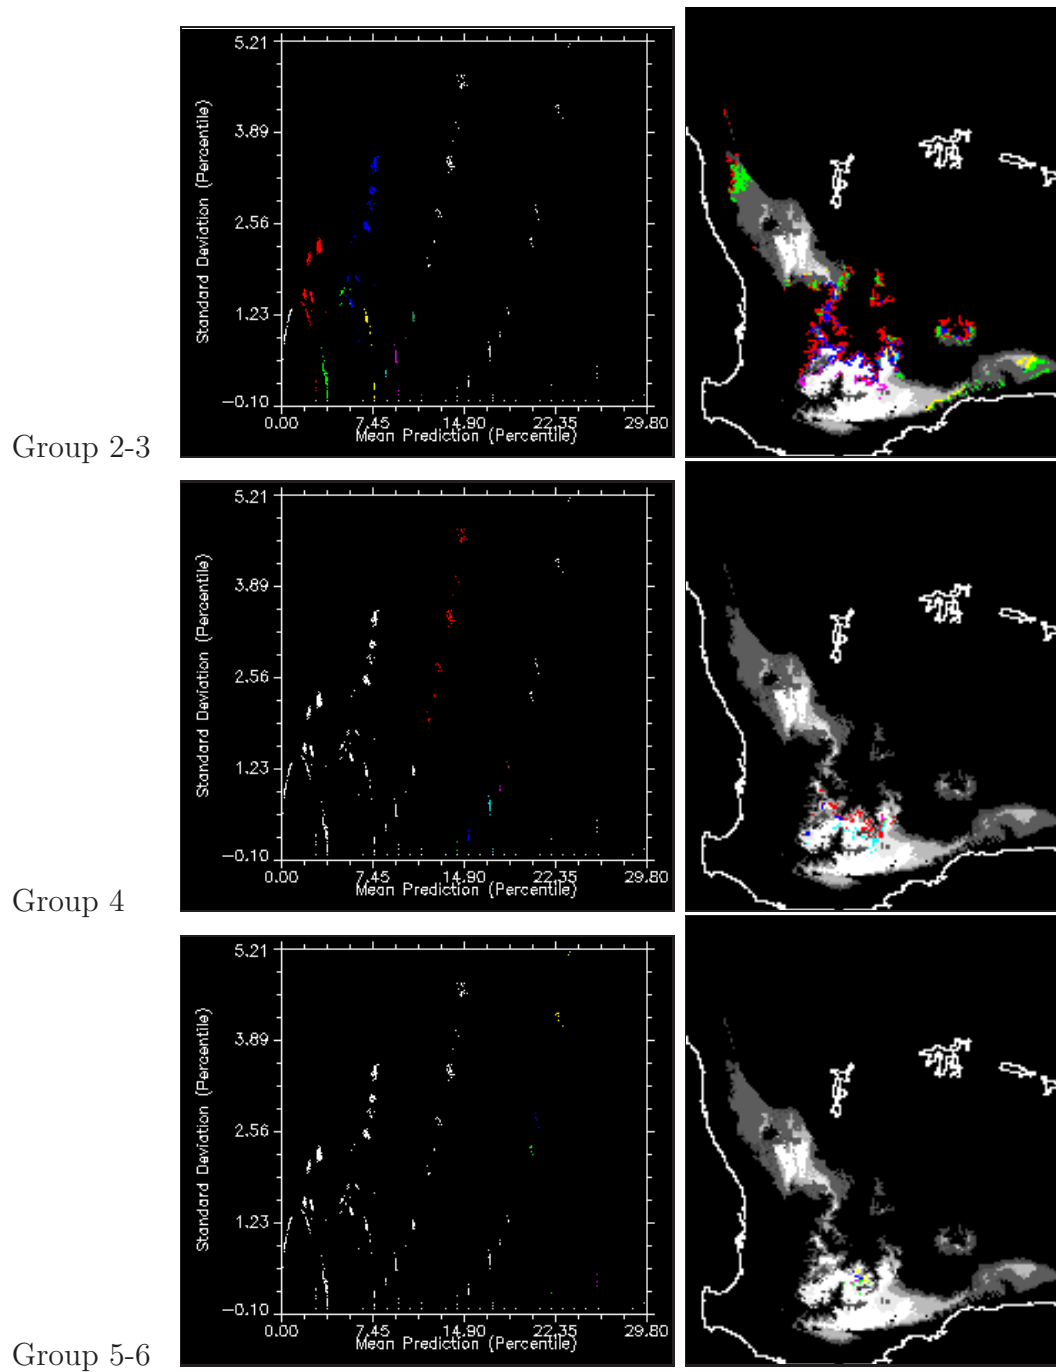 5.21
3.89
2.56
1.23
−0.10
Standard Deviation (Percentile)
0.00 7.45 14.90 22.35 29.80
Mean Prediction (Percentile)
Group 2-3
5.21
3.89
2.56
1.23
−0.10
Standard Deviation (Percentile)
0.00 7.45 14.90 22.35 29.80
Mean Prediction (Percentile)
Group 4
5.21
3.89
2.56
1.23
−0.10
Standard Deviation (Percentile)
0.00 7.45 14.90 22.35 29.80
Mean Prediction (Percentile)
Group 5-6